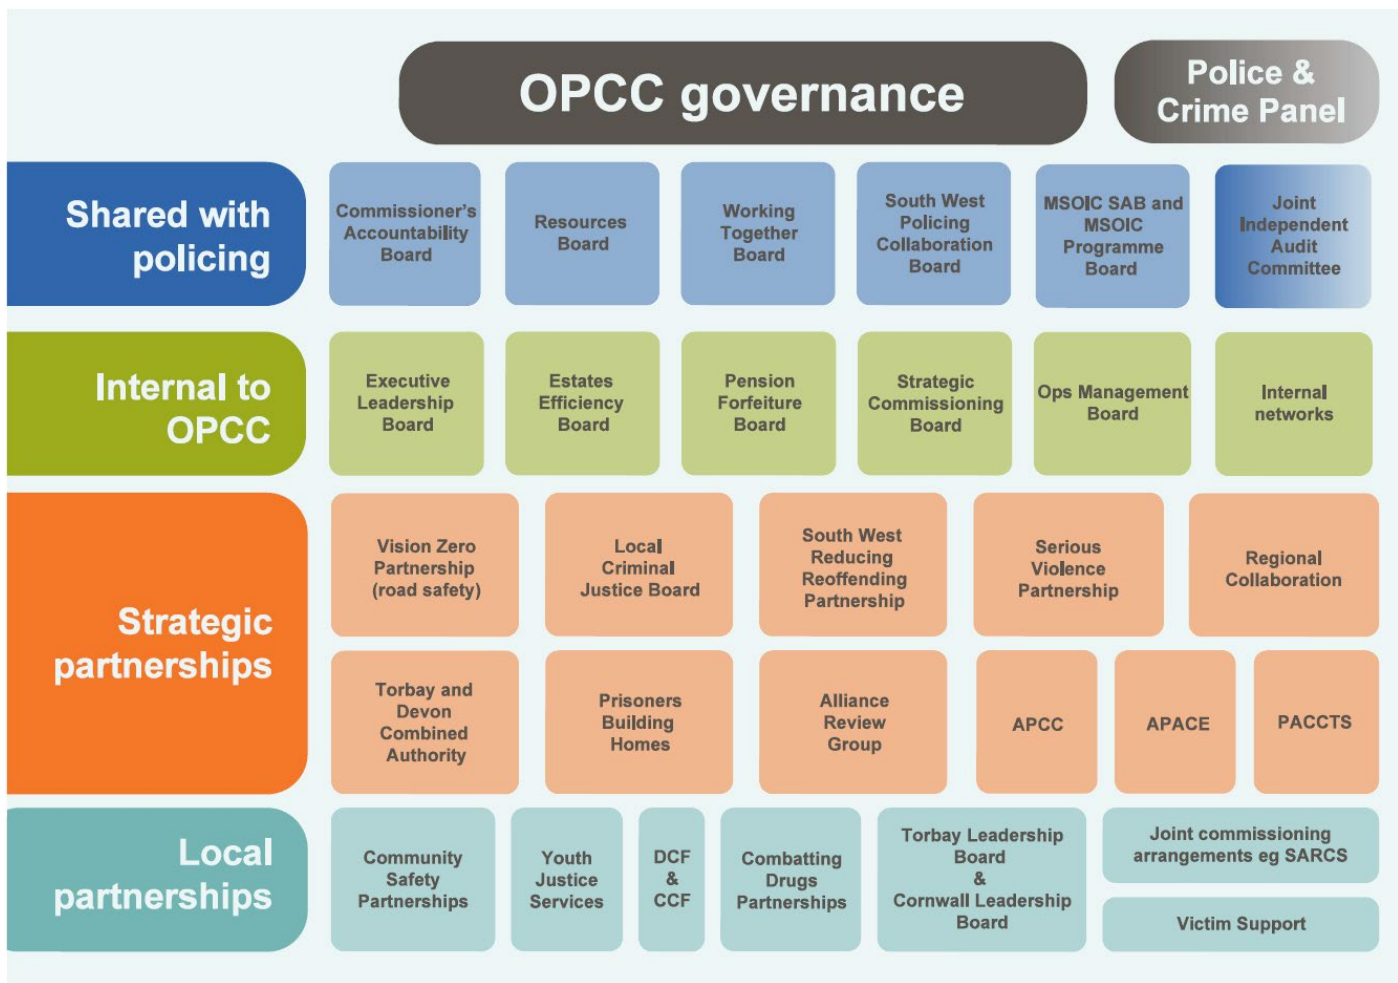 OPCC governance
Police &
Crime Panel
Shared with
policing
Commissioner's
Accountability
Board
Resources
Board
Working
Together
Board
South West
Policing
Collaboration
Board
MSOIC SAB and
MSOIC
Programme
Board
Joint
Independent
Audit
Committee
Internal to
OPCC
Executive
Leadership
Board
Estates
Efficiency
Board
Pension
Forfeiture
Board
Strategic
Commissioning
Board
Ops Management
Board
Internal
networks
Strategic
partnerships
Vision Zero
Partnership
(road safety)
Local
Criminal
Justice Board
South West
Reducing
Reoffending
Partnership
Serious
Violence
Partnership
Regional
Collaboration
Torbay and
Devon
Combined
Authority
Prisoners
Building
Homes
Alliance
Review
Group
APCC
APACE
PACCTS
Local
partnerships
Community
Safety
Partnerships
Youth
Justice
Services
DCF
&
CCF
Combatting
Drugs
Partnerships
Torbay Leadership
Board
&
Cornwall Leadership
Board
Joint commissioning
arrangements eg SARCS
Victim Support